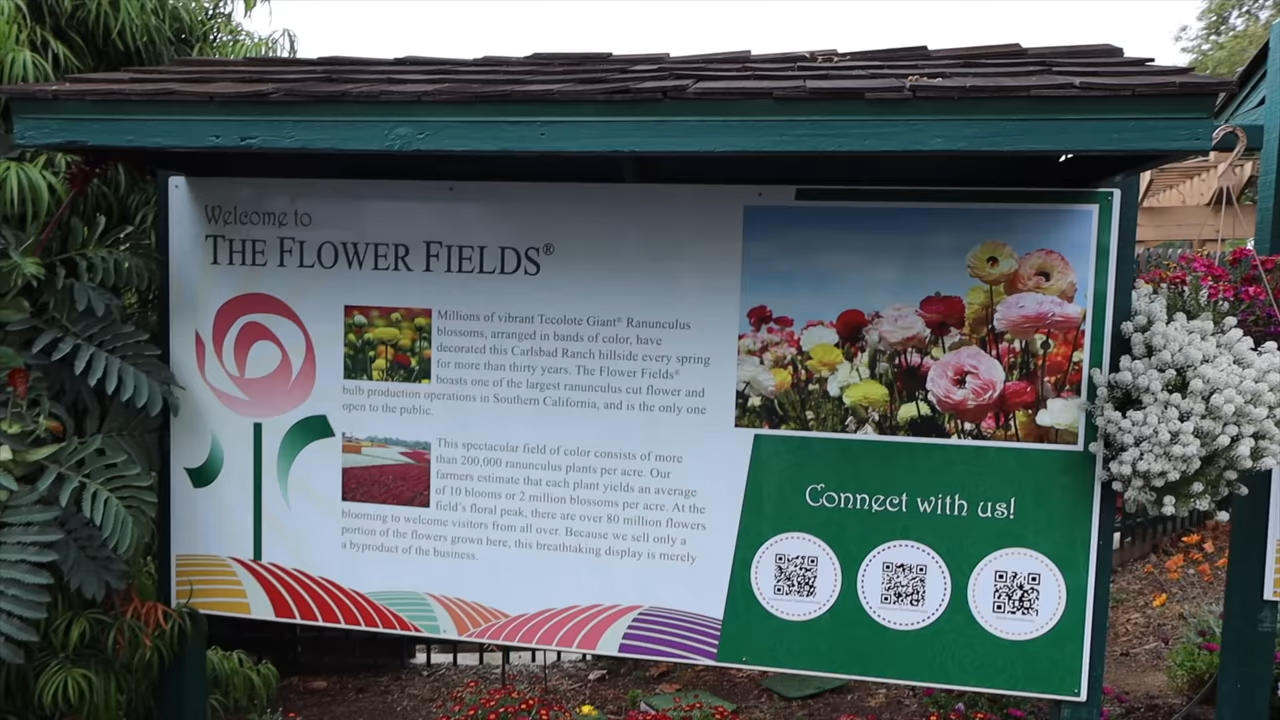 Welcome to
THE FLOWER FIELDS®
Millions of vibrant Tecolote Giant® Ranunculus
blossoms, arranged in bands of color, have
decorated this Carlsbad Ranch hillside every spring
for more than thirty years. The Flower Fields®
boasts one of the largest ranunculus cut flower and
bulb production operations in Southern California, and is the only one
open to the public.
This spectacular field of color consists of more
than 200,000 ranunculus plants per acre. Our
farmers estimate that each plant yields an average
of 10 blooms or 2 million blossoms per acre. At the
field's floral peak, there are over 80 million flowers
blooming to welcome visitors from all over. Because we sell only a
portion of the flowers grown here, this breathtaking display is merely
a byproduct of the business.
Connect with us!